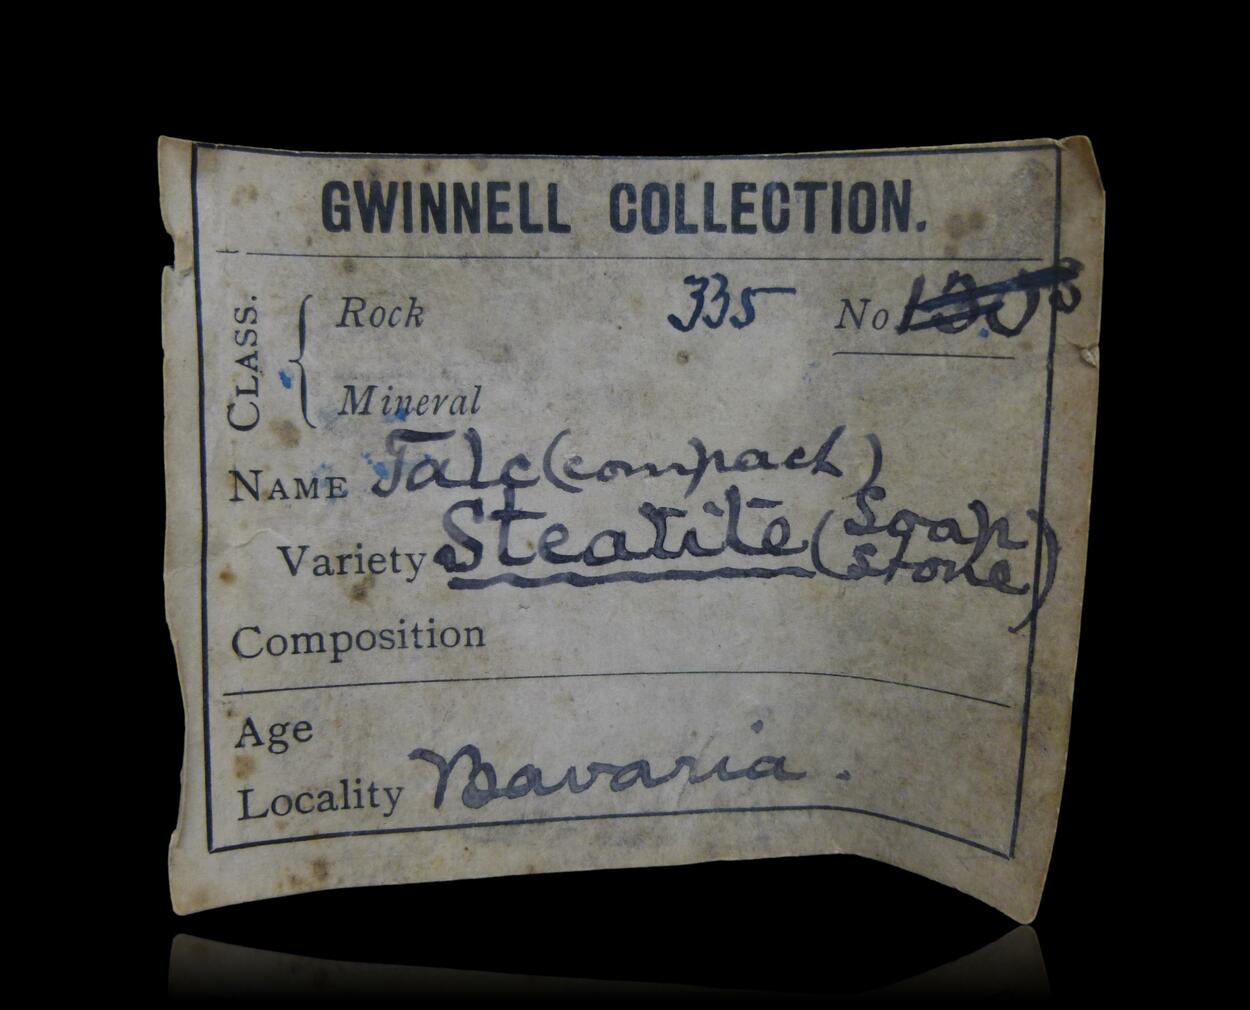 GWINNELL COLLECTION.
CLASS.
Rock 335 No
Mineral
NAME Talc (compact)
Variety Steatite (Soap
Stone)
Composition
Age
Locality Bavaria.